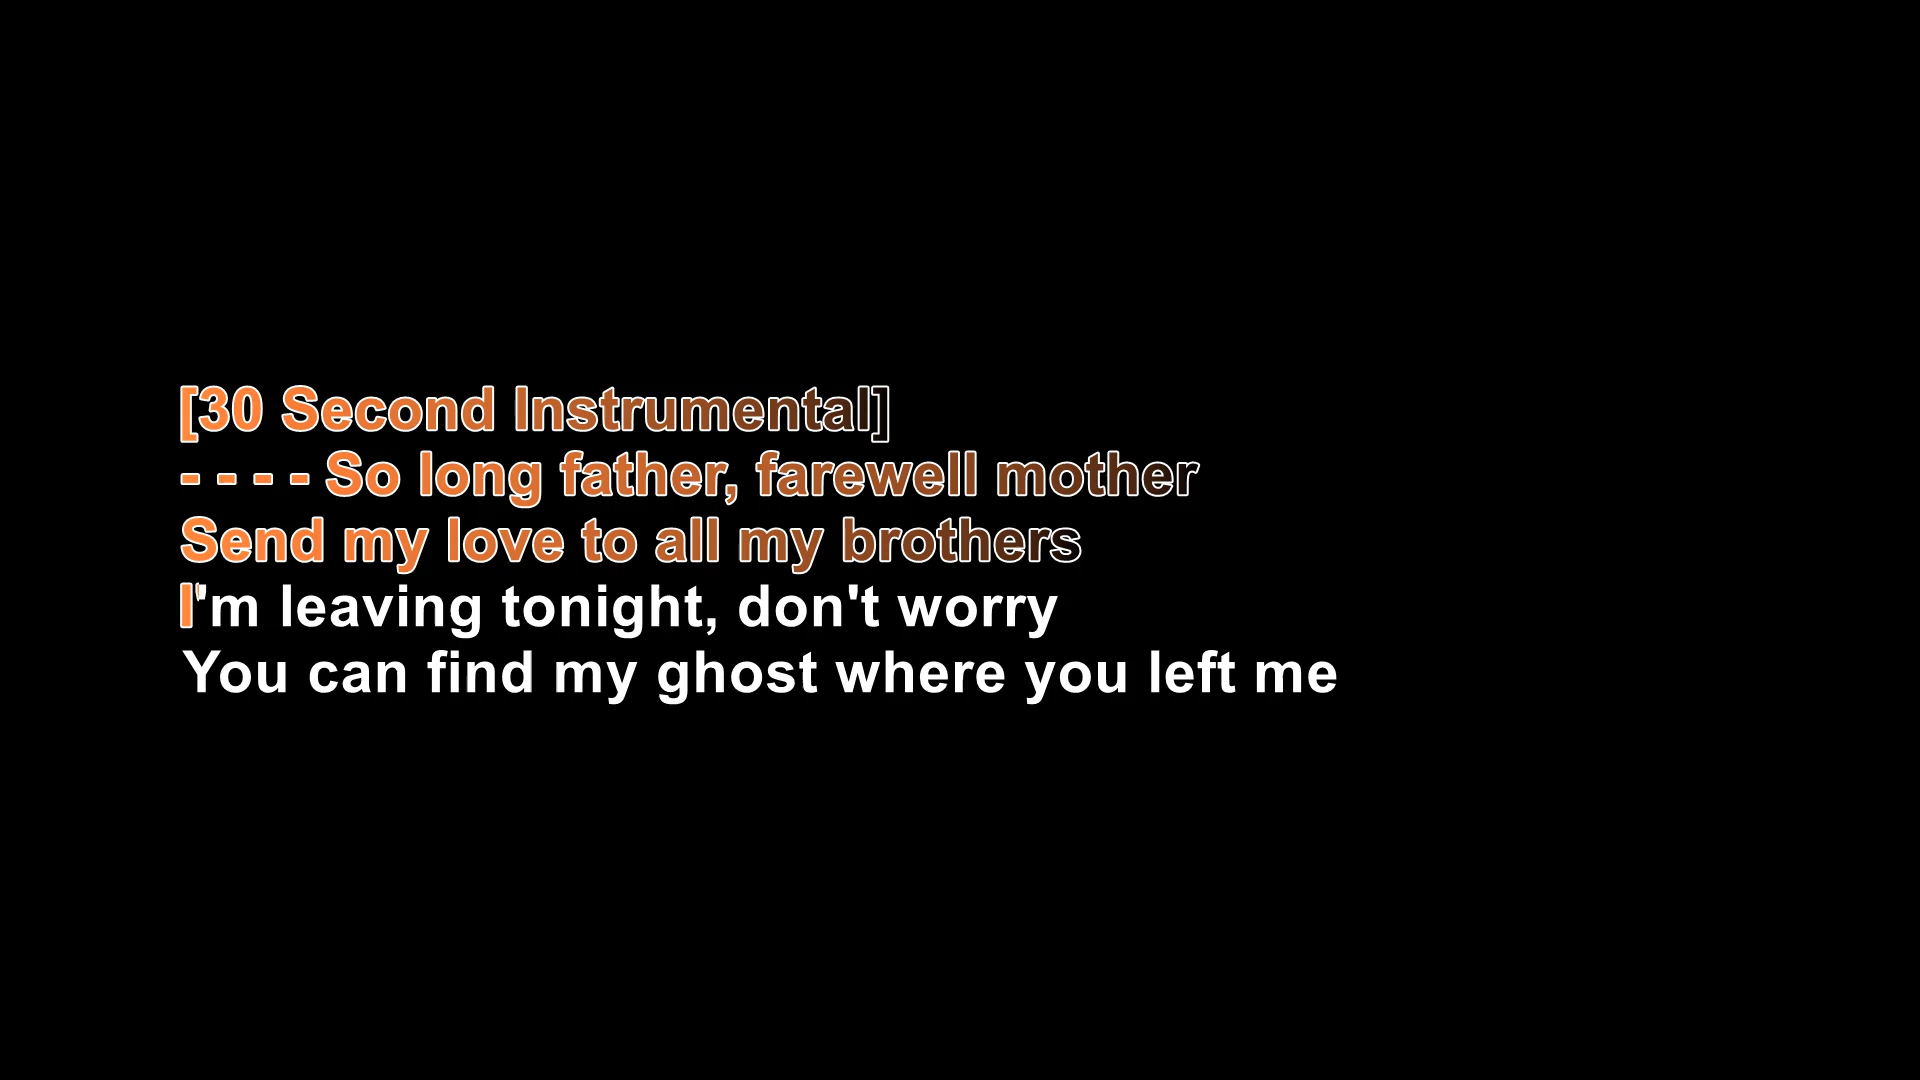 [30 Second Instrumental]
- - - - So long father, farewell mother
Send my love to all my brothers
I'm leaving tonight, don't worry
You can find my ghost where you left me